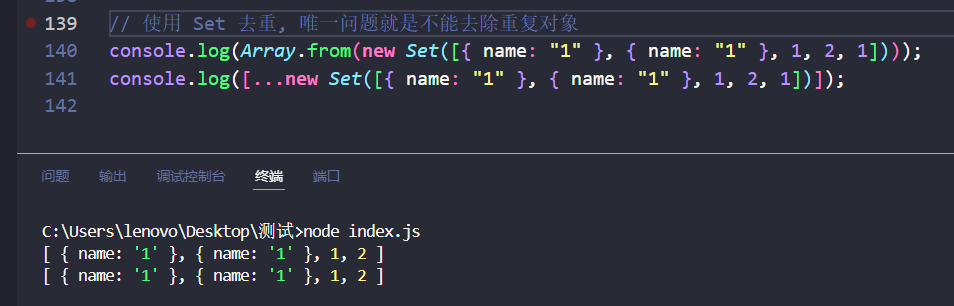 139 // 使用 Set 去重, 唯一问题就是不能去除重复对象
140 console.log(Array.from(new Set([{ name: "1" }, { name: "1" }, 1, 2, 1])));
141 console.log([...new Set([{ name: "1" }, { name: "1" }, 1, 2, 1])]);
142
问题 输出 调试控制台 终端 端口
C:\Users\lenovo\Desktop\测试>node index.js
[ { name: '1' }, { name: '1' }, 1, 2 ]
[ { name: '1' }, { name: '1' }, 1, 2 ]